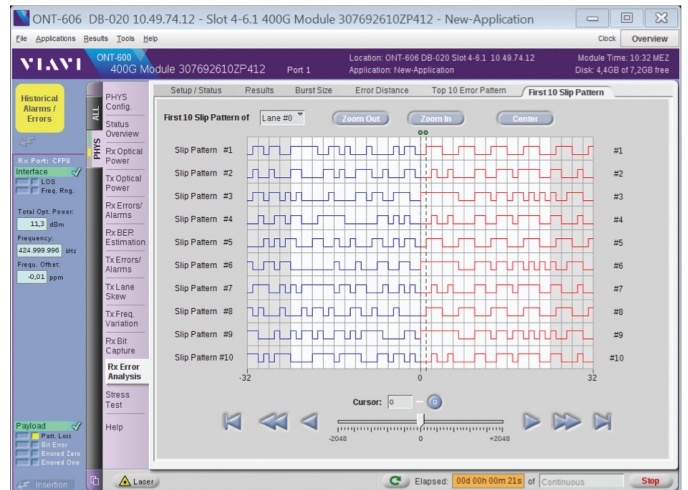 ONT-606 DB-020 10.49.74.12 - Slot 4-6.1 400G Module 307692610ZP412 - New-Application
File Applications Results Tools Help
Clock Overview
VIAVI
ONT-600
400G Module 307692610ZP412 Port 1
Location: ONT-606 DB-020 Slot 4-6.1 10.49.74.12
Application: New-Application
Module Time: 10:32 MEZ
Disk: 4,4GB of 7,2GB free
Historical
Alarms /
Errors
Rx Port: CFP8
Interface
LOS
Freq. Rng.
Total Opt. Power:
11,3 dBm
Frequency:
424.999.996 kHz
Frequ. Offset:
-0,01 ppm
Payload
Patt. Loss
Bit Error
Errored Zero
Errored One
Insertion
ALL
PHYS
PHYS
Config.
Status
Overview
Rx Optical
Power
Tx Optical
Power
Rx Errors/
Alarms
Rx BER
Estimation
Tx Errors/
Alarms
Tx Lane
Skew
Tx Freq.
Variation
Rx Bit
Capture
Rx Error
Analysis
Stress
Test
Help
Setup / Status Results Burst Size Error Distance Top 10 Error Pattern First 10 Slip Pattern
First 10 Slip Pattern of Lane #0 Zoom Out Zoom In Center
Slip Pattern #1 #1
Slip Pattern #2 #2
Slip Pattern #3 #3
Slip Pattern #4 #4
Slip Pattern #5 #5
Slip Pattern #6 #6
Slip Pattern #7 #7
Slip Pattern #8 #8
Slip Pattern #9 #9
Slip Pattern #10 #10
-32 0 32
Cursor: 0
-2048 0 +2048
Laser
Elapsed: 00d 00h 00m 21s of Continuous Stop